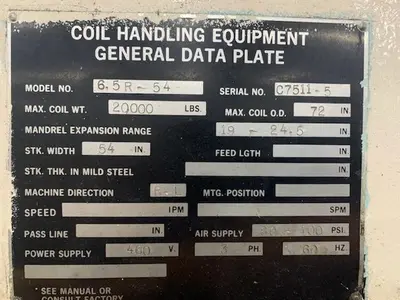 COIL HANDLING EQUIPMENT
GENERAL DATA PLATE
MODEL NO. 6.5R-54 SERIAL NO. C7511-5
MAX. COIL WT. 20000 LBS. MAX. COIL O.D. 72 IN
MANDREL EXPANSION RANGE 19 - 24.5 IN
STK. WIDTH 54 IN. FEED LGTH IN.
STK. THK. IN MILD STEEL IN.
MACHINE DIRECTION R-L MTG. POSITION
SPEED IPM SPM
PASS LINE IN. AIR SUPPLY 80 - 100 PSI.
POWER SUPPLY 460 V. 3 PH. 60 HZ
*SEE MANUAL OR
CONSULT FACTORY